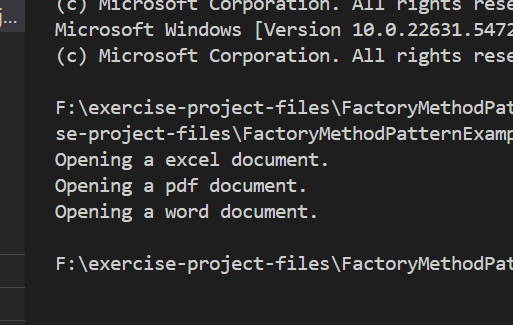 j...
(c) Microsoft Corporation. All rights rese
Microsoft Windows [Version 10.0.22631.5472
(c) Microsoft Corporation. All rights rese
F:\exercise-project-files\FactoryMethodPat
se-project-files\FactoryMethodPatternExamp
Opening a excel document.
Opening a pdf document.
Opening a word document.
F:\exercise-project-files\FactoryMethodPat